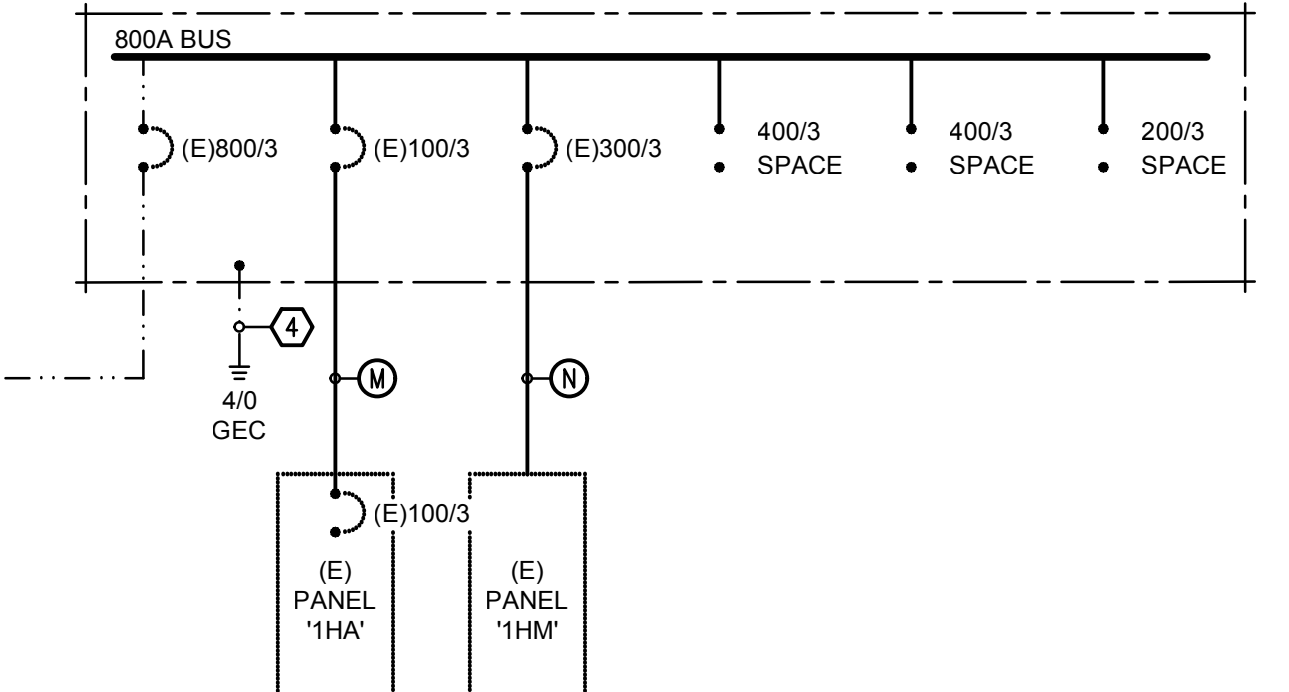 800A BUS
(E)800/3
(E)100/3
(E)300/3
400/3
SPACE
400/3
SPACE
200/3
SPACE
4
M
N
4/0
GEC
(E)100/3
(E)
PANEL
'1HA'
(E)
PANEL
'1HM'